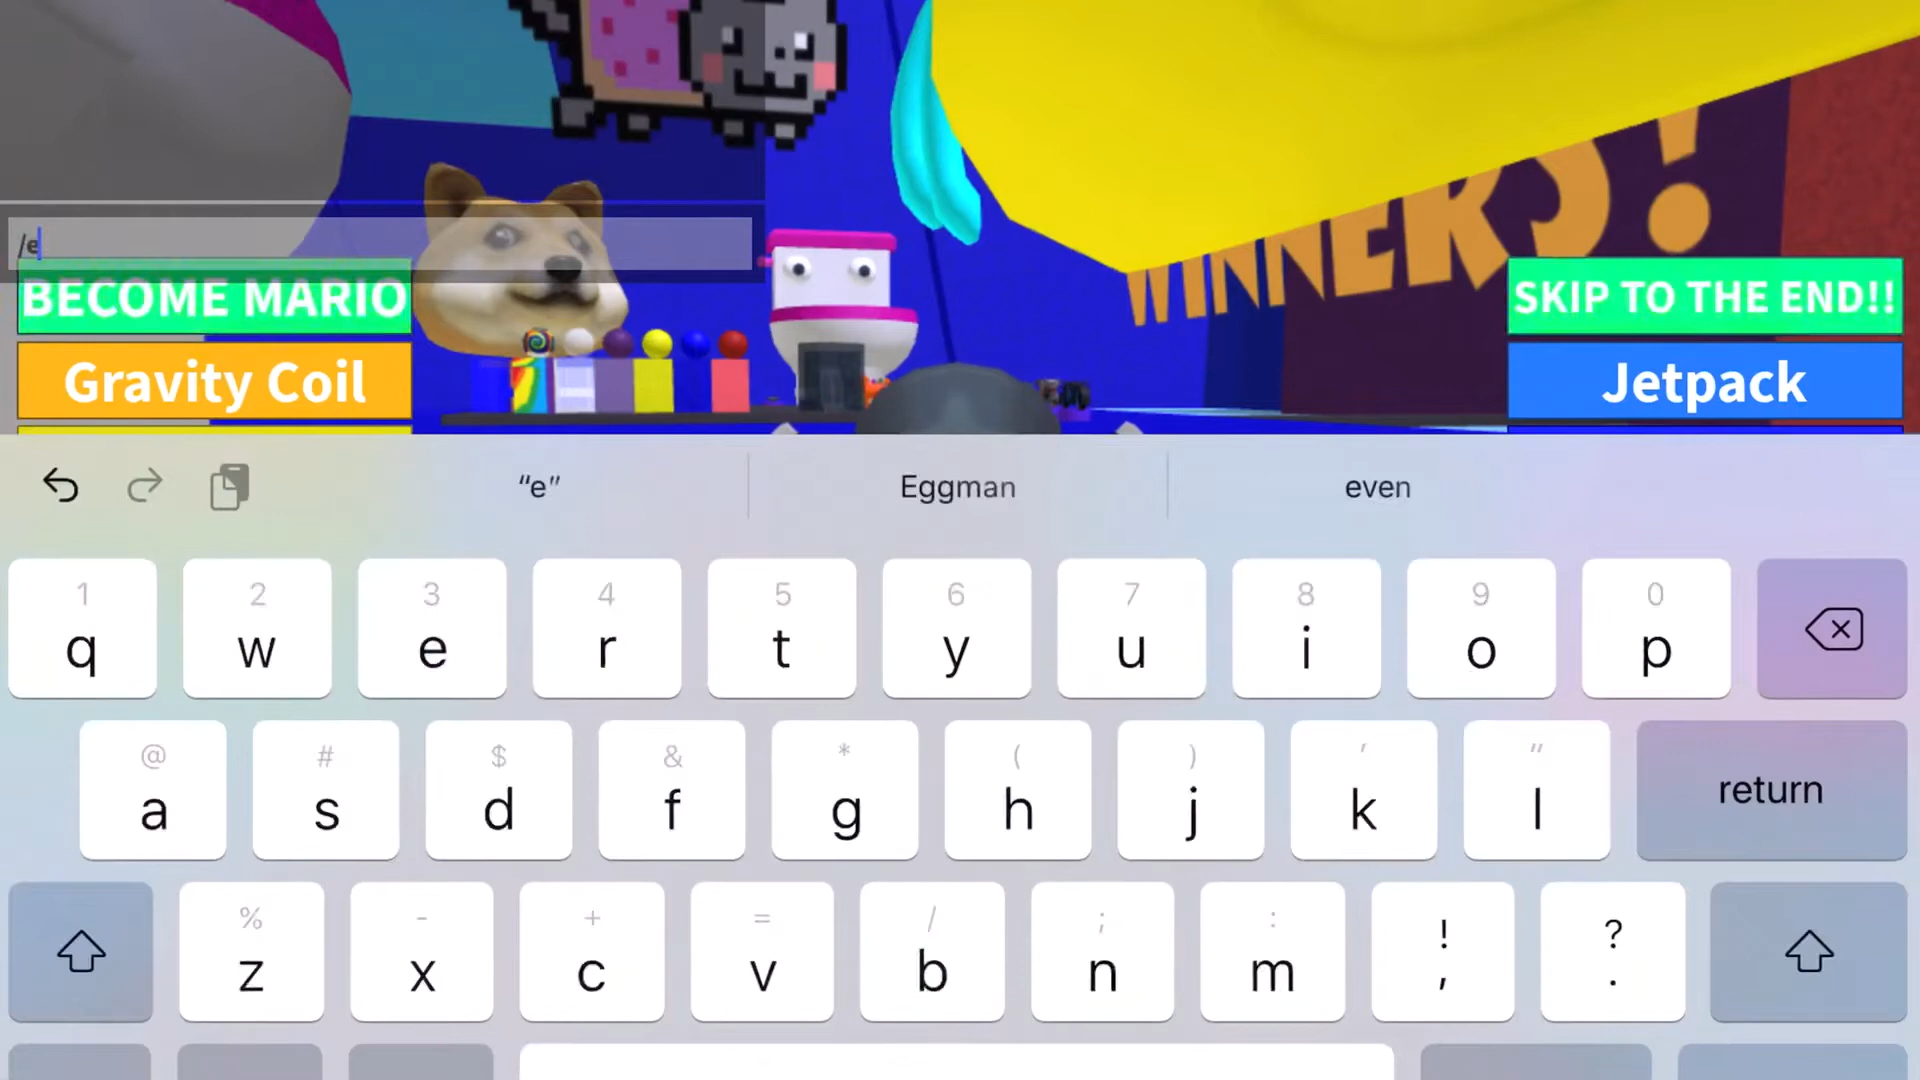 WINNERS!
/e
BECOME MARIO
SKIP TO THE END!!
Gravity Coil
Jetpack
“e” Eggman even
1 2 3 4 5 6 7 8 9 0
q w e r t y u i o p
@ # $ & * ( ) ' "
a s d f g h j k l return
% - + = / ; : ! ?
z x c v b n m , .